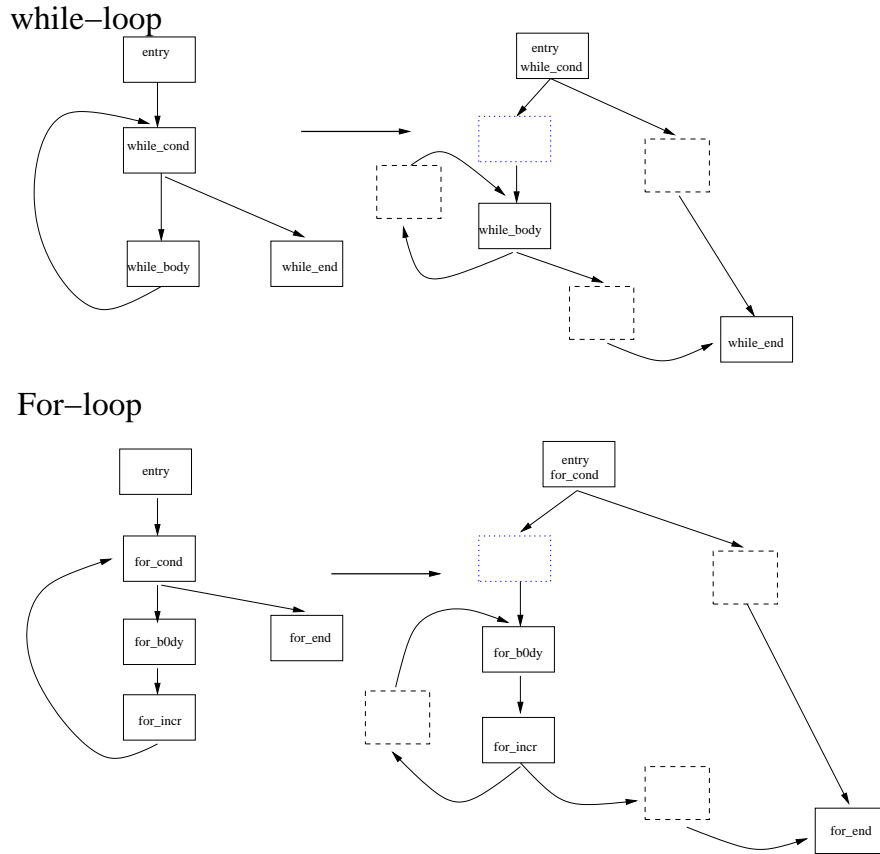 while–loop
entry
while_cond
while_body
while_end
entry
while_cond
while_body
while_end
For–loop
entry
for_cond
for_b0dy
for_end
for_incr
entry
for_cond
for_b0dy
for_incr
for_end